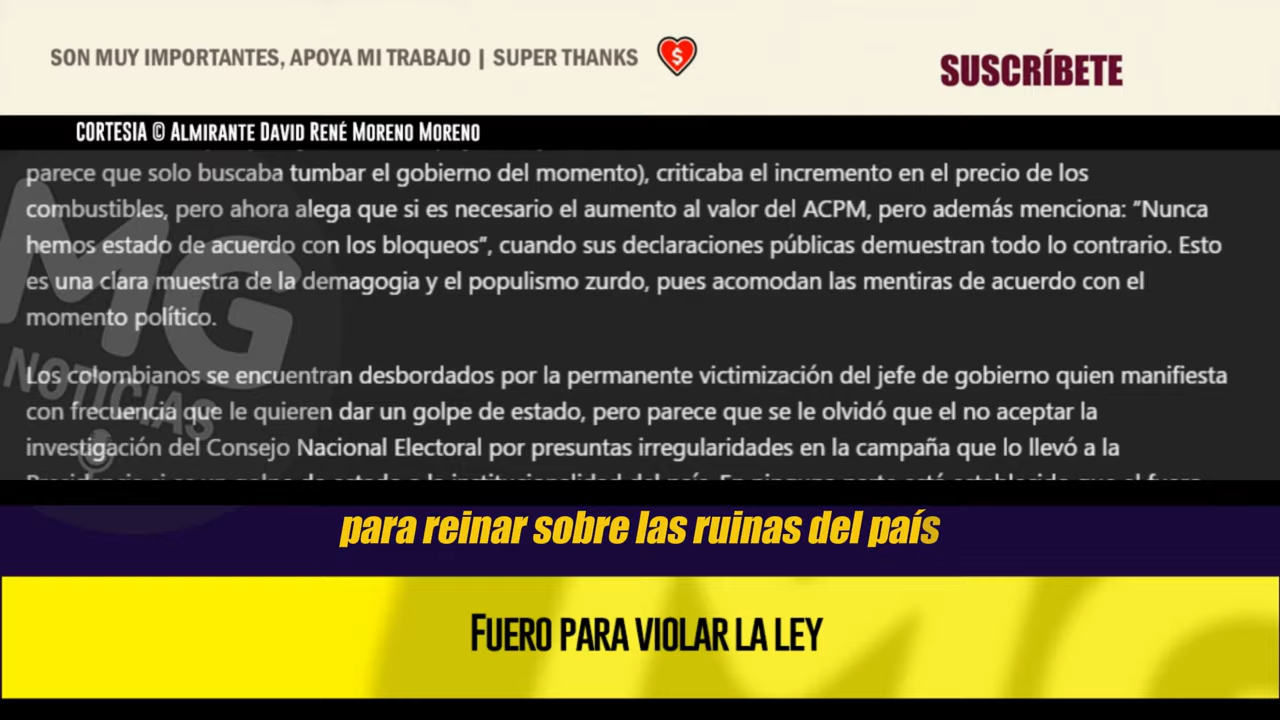 SON MUY IMPORTANTES, APOYA MI TRABAJO | SUPER THANKS
SUSCRÍBETE
CORTESIA © ALMIRANTE DAVID RENÉ MORENO MORENO
parece que solo buscaba tumbar el gobierno del momento), criticaba el incremento en el precio de los
combustibles, pero ahora alega que si es necesario el aumento al valor del ACPM, pero además menciona: "Nunca
hemos estado de acuerdo con los bloqueos", cuando sus declaraciones públicas demuestran todo lo contrario. Esto
es una clara muestra de la demagogia y el populismo zurdo, pues acomodan las mentiras de acuerdo con el
momento político.
Los colombianos se encuentran desbordados por la permanente victimización del jefe de gobierno quien manifiesta
con frecuencia que le quieren dar un golpe de estado, pero parece que se le olvidó que el no aceptar la
investigación del Consejo Nacional Electoral por presuntas irregularidades en la campaña que lo llevó a la
MG
NOTICIAS
para reinar sobre las ruinas del país
FUERO PARA VIOLAR LA LEY